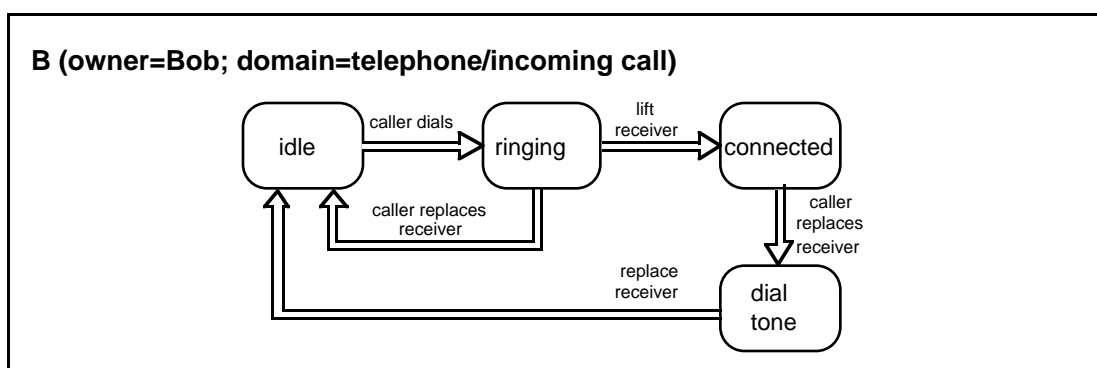 B (owner=Bob; domain=telephone/incoming call)
idle
caller dials
ringing
lift
receiver
connected
caller replaces
receiver
caller
replaces
receiver
replace
receiver
dial
tone